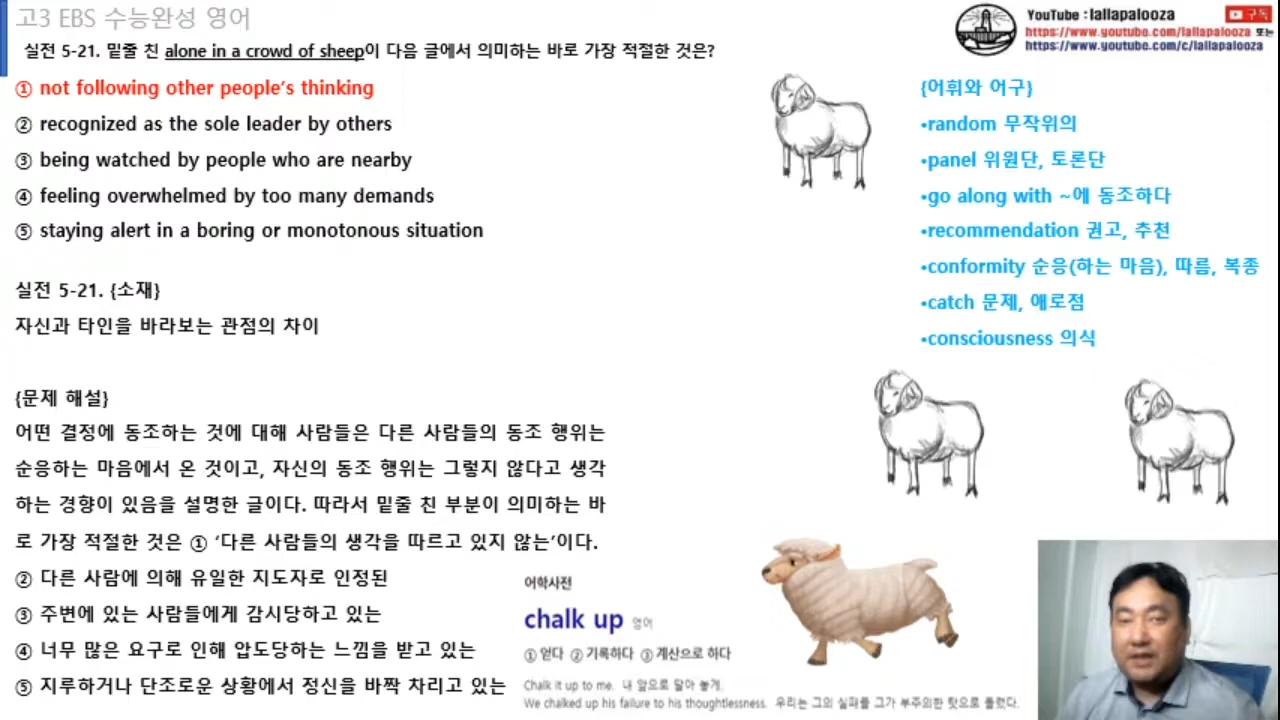 고3 EBS 수능완성 영어
실전 5-21. 밑줄 친 alone in a crowd of sheep이 다음 글에서 의미하는 바로 가장 적절한 것은?
① not following other people's thinking
② recognized as the sole leader by others
③ being watched by people who are nearby
④ feeling overwhelmed by too many demands
⑤ staying alert in a boring or monotonous situation
실전 5-21. {소재}
자신과 타인을 바라보는 관점의 차이
{문제 해설}
어떤 결정에 동조하는 것에 대해 사람들은 다른 사람들의 동조 행위는
순응하는 마음에서 온 것이고, 자신의 동조 행위는 그렇지 않다고 생각
하는 경향이 있음을 설명한 글이다. 따라서 밑줄 친 부분이 의미하는 바
로 가장 적절한 것은 ① '다른 사람들의 생각을 따르고 있지 않는'이다.
② 다른 사람에 의해 유일한 지도자로 인정된
③ 주변에 있는 사람들에게 감시당하고 있는
④ 너무 많은 요구로 인해 압도당하는 느낌을 받고 있는
⑤ 지루하거나 단조로운 상황에서 정신을 바짝 차리고 있는
YouTube : lallapalooza
구독
https://www.youtube.com/lallapalooza 또는
https://www.youtube.com/c/lallapalooza
{어휘와 어구}
•random 무작위의
•panel 위원단, 토론단
•go along with ~에 동조하다
•recommendation 권고, 추천
•conformity 순응(하는 마음), 따름, 복종
•catch 문제, 애로점
•consciousness 의식
어학사전
chalk up 영어
① 얻다 ② 기록하다 ③ 계산으로 하다
Chalk it up to me. 내 앞으로 달아 놓게.
We chalked up his failure to his thoughtlessness. 우리는 그의 실패를 그가 부주의한 탓으로 돌렸다.